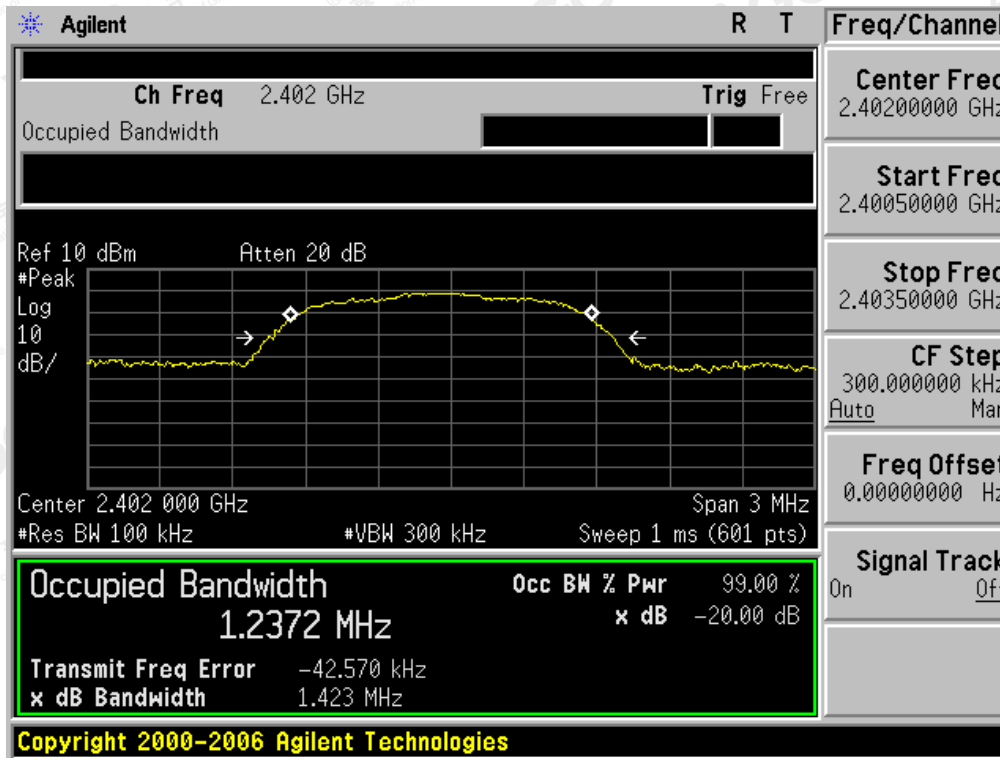 Agilent R T
Ch Freq 2.402 GHz Trig Free
Occupied Bandwidth
Ref 10 dBm Atten 20 dB
#Peak
Log
10
dB/
Center 2.402 000 GHz Span 3 MHz
#Res BW 100 kHz #VBW 300 kHz Sweep 1 ms (601 pts)
Occupied Bandwidth Occ BW % Pwr 99.00 %
1.2372 MHz x dB -20.00 dB
Transmit Freq Error -42.570 kHz
x dB Bandwidth 1.423 MHz
Copyright 2000-2006 Agilent Technologies
Freq/Channel
Center Freq
2.40200000 GHz
Start Freq
2.40050000 GHz
Stop Freq
2.40350000 GHz
CF Step
300.000000 kHz
Auto Man
Freq Offset
0.00000000 Hz
Signal Track
On Off